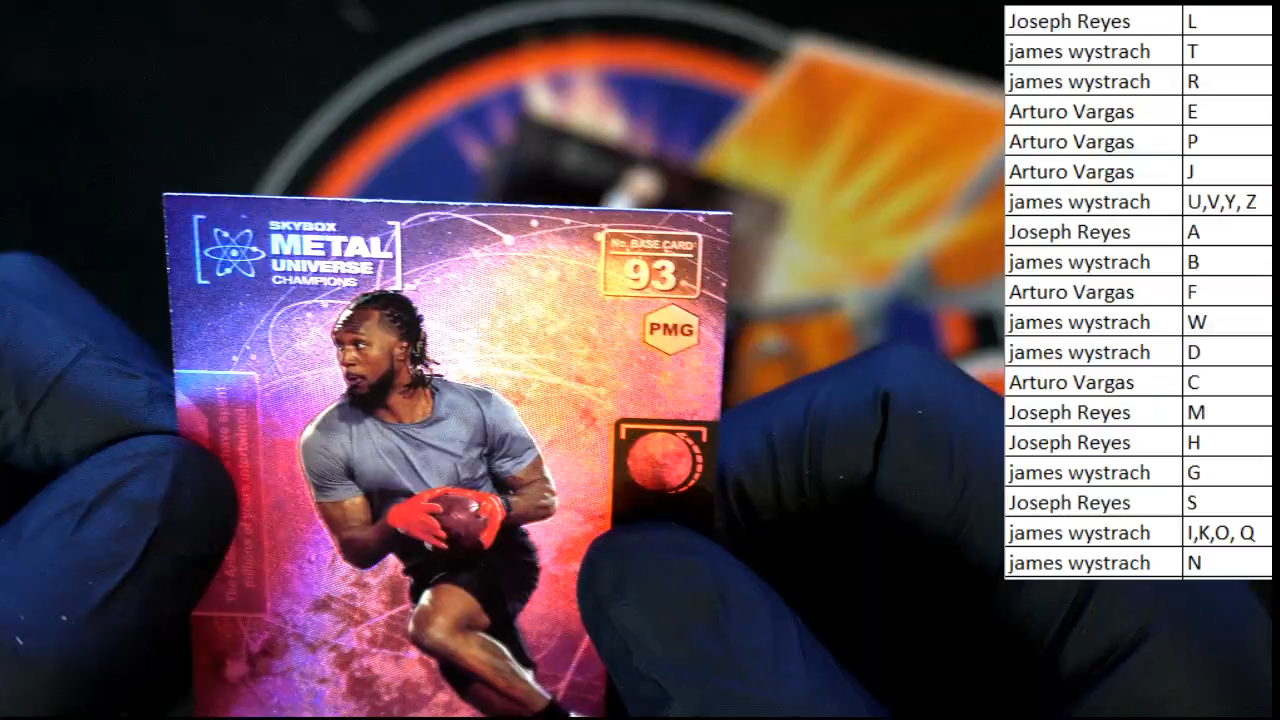 SKYBOX
METAL
UNIVERSE
CHAMPIONS
No. BASE CARD
93
PMG
Joseph Reyes L
james wystrach T
james wystrach R
Arturo Vargas E
Arturo Vargas P
Arturo Vargas J
james wystrach U,V,Y, Z
Joseph Reyes A
james wystrach B
Arturo Vargas F
james wystrach W
james wystrach D
Arturo Vargas C
Joseph Reyes M
Joseph Reyes H
james wystrach G
Joseph Reyes S
james wystrach I,K,O, Q
james wystrach N